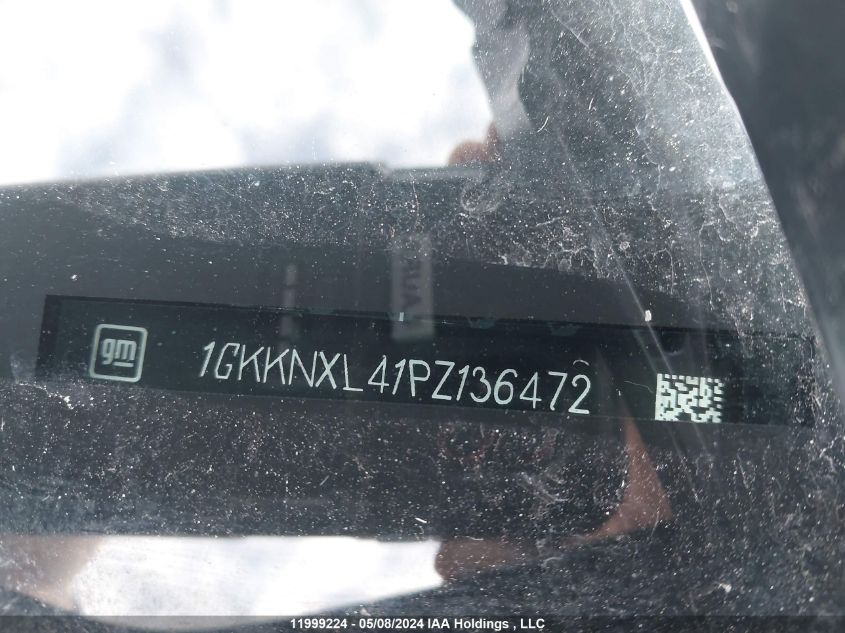 gm 1GKKNXL41PZ136472
11999224 - 05/08/2024 IAA Holdings , LLC